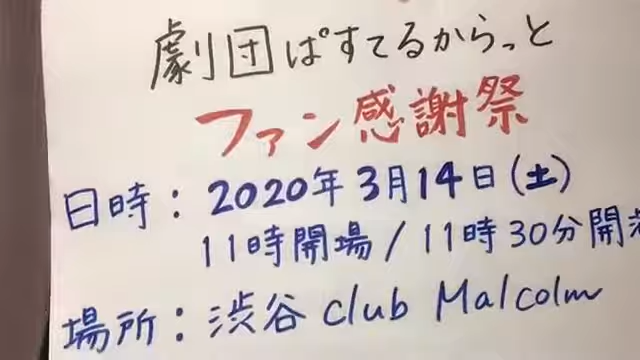 劇団ぱすてるからっと
ファン感謝祭
日時：2020年3月14日(土)
11時開場/11時30分開
場所：渋谷 club Malcolm